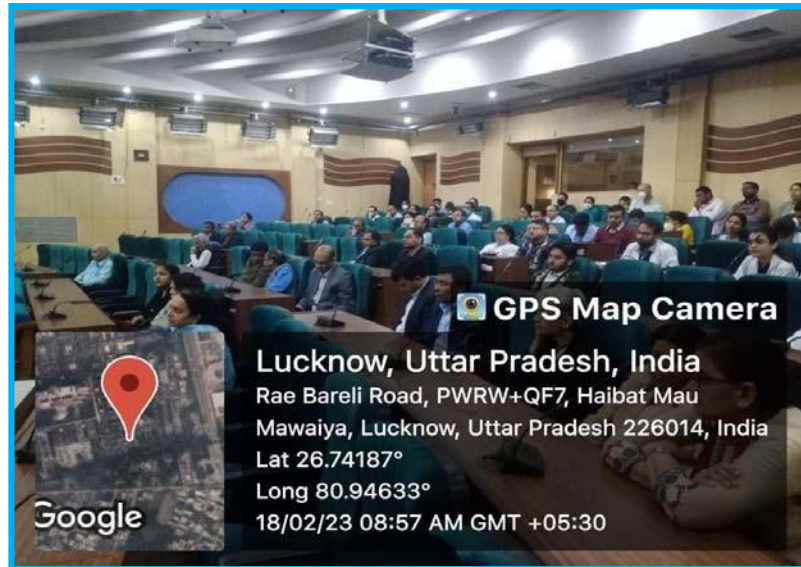 GPS Map Camera
Lucknow, Uttar Pradesh, India
Rae Bareli Road, PWRW+QF7, Haibat Mau
Mawaiya, Lucknow, Uttar Pradesh 226014, India
Lat 26.74187°
Long 80.94633°
18/02/23 08:57 AM GMT +05:30
Google